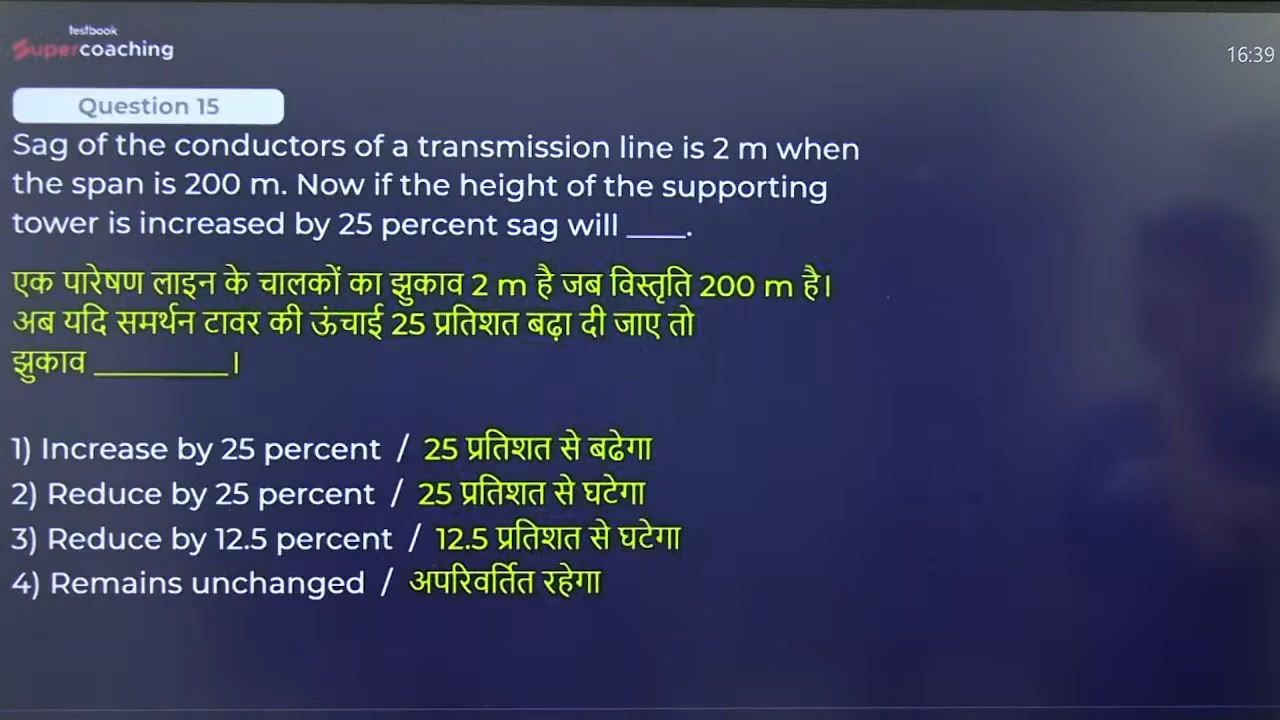 testbook
Supercoaching
16:39
Question 15
Sag of the conductors of a transmission line is 2 m when
the span is 200 m. Now if the height of the supporting
tower is increased by 25 percent sag will ____.
एक पारेषण लाइन के चालकों का झुकाव 2 m है जब विस्तृति 200 m है।
अब यदि समर्थन टावर की ऊंचाई 25 प्रतिशत बढ़ा दी जाए तो
झुकाव _________।
1) Increase by 25 percent / 25 प्रतिशत से बढेगा
2) Reduce by 25 percent / 25 प्रतिशत से घटेगा
3) Reduce by 12.5 percent / 12.5 प्रतिशत से घटेगा
4) Remains unchanged / अपरिवर्तित रहेगा